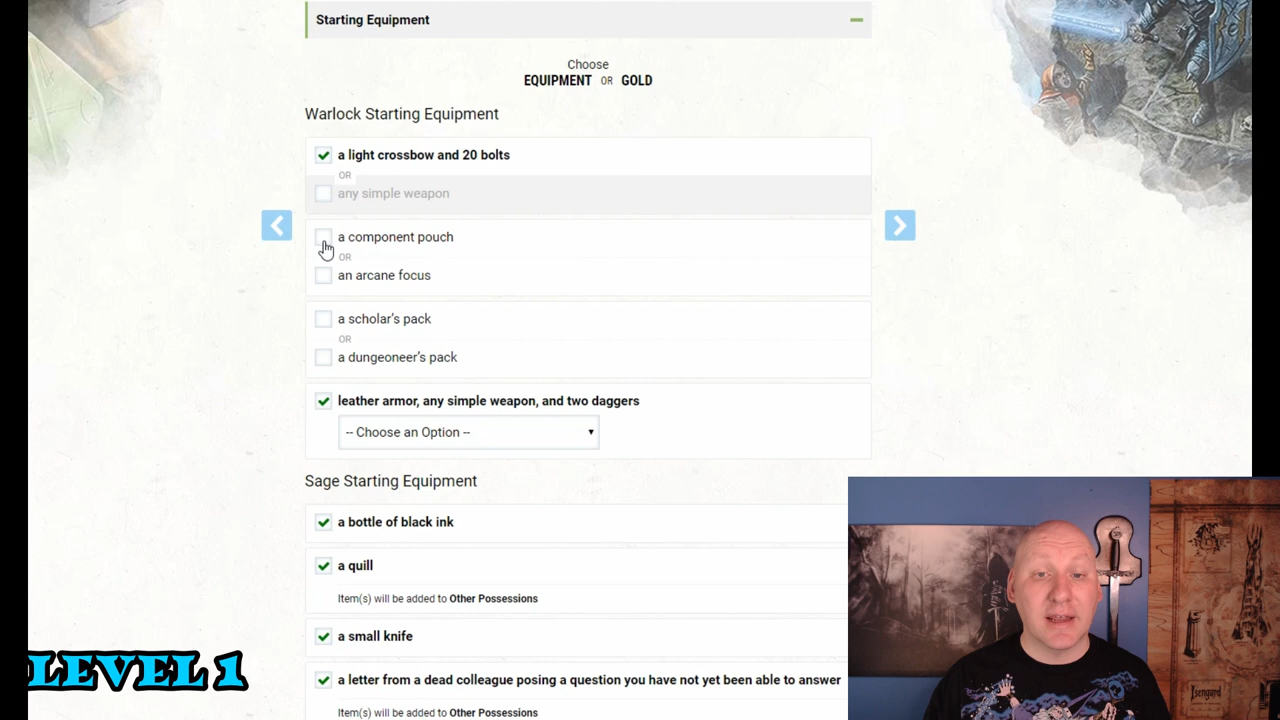 Starting Equipment
Choose
EQUIPMENT OR GOLD
Warlock Starting Equipment
a light crossbow and 20 bolts
OR
any simple weapon
a component pouch
OR
an arcane focus
a scholar's pack
OR
a dungeoneer's pack
leather armor, any simple weapon, and two daggers
-- Choose an Option --
Sage Starting Equipment
a bottle of black ink
a quill
Item(s) will be added to Other Possessions
a small knife
a letter from a dead colleague posing a question you have not yet been able to answer
Item(s) will be added to Other Possessions
LEVEL 1
Isengard